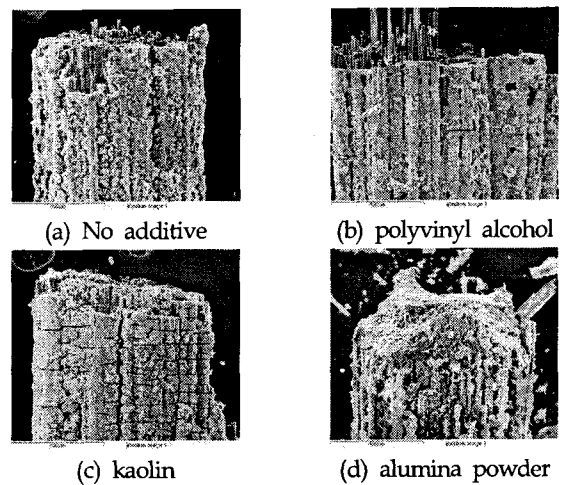 (a) No additive
(b) polyvinyl alcohol
(c) kaolin
(d) alumina powder